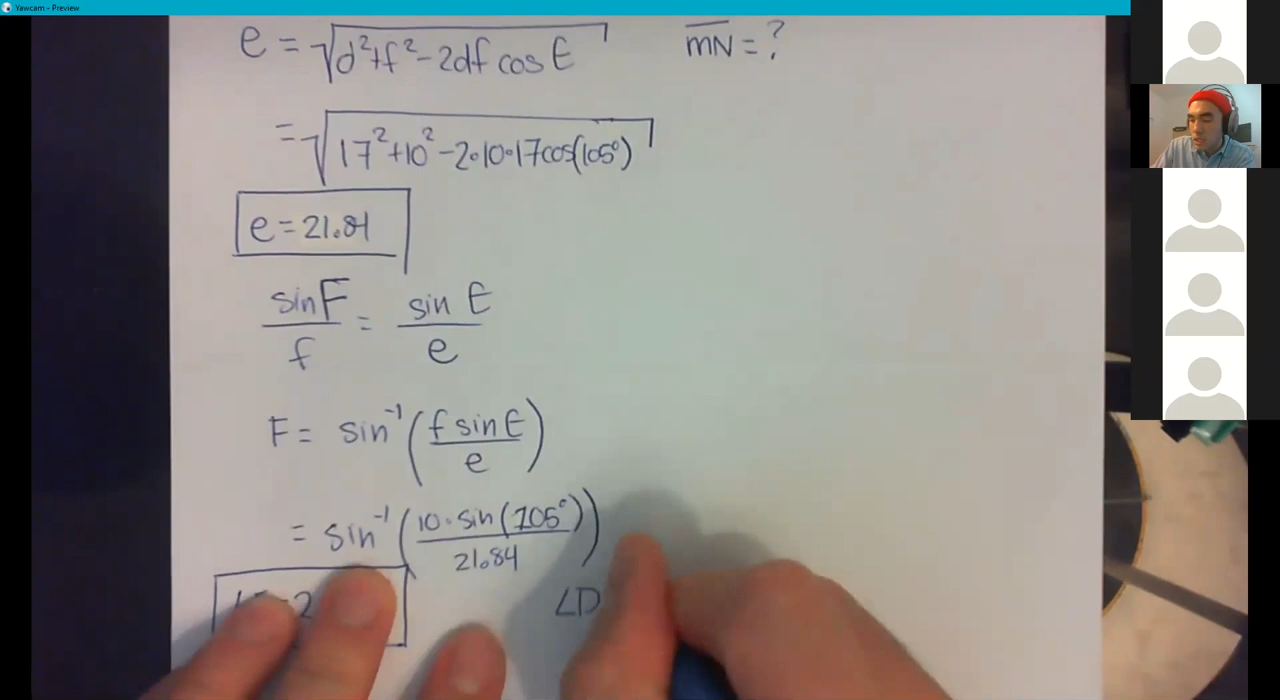 Yawcam - Preview
e = √d²+f²-2df cos E
mN = ?
= √17²+10²-2·10·17cos(105°)
e = 21.84
sin F / f = sin E / e
F = sin⁻¹(f sin E / e)
= sin⁻¹(10·sin(105°) / 21.84)
∠D